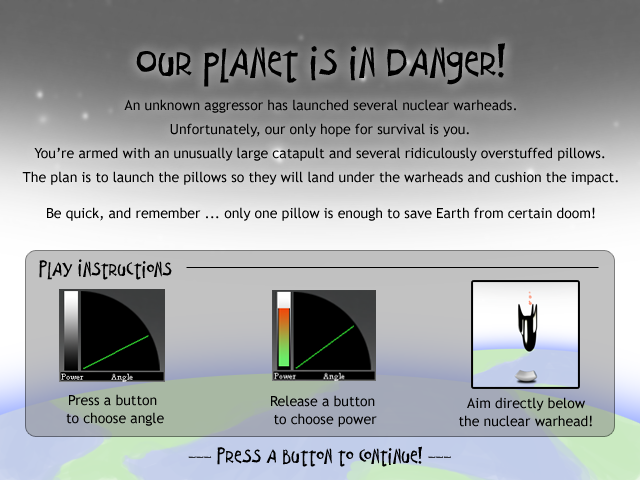 Our Planet is in Danger!
An unknown aggressor has launched several nuclear warheads.
Unfortunately, our only hope for survival is you.
You're armed with an unusually large catapult and several ridiculously overstuffed pillows.
The plan is to launch the pillows so they will land under the warheads and cushion the impact.
Be quick, and remember ... only one pillow is enough to save Earth from certain doom!
Play Instructions
Power Angle
Power Angle
Press a button
to choose angle
Release a button
to choose power
Aim directly below
the nuclear warhead!
--- Press a button to continue! ---